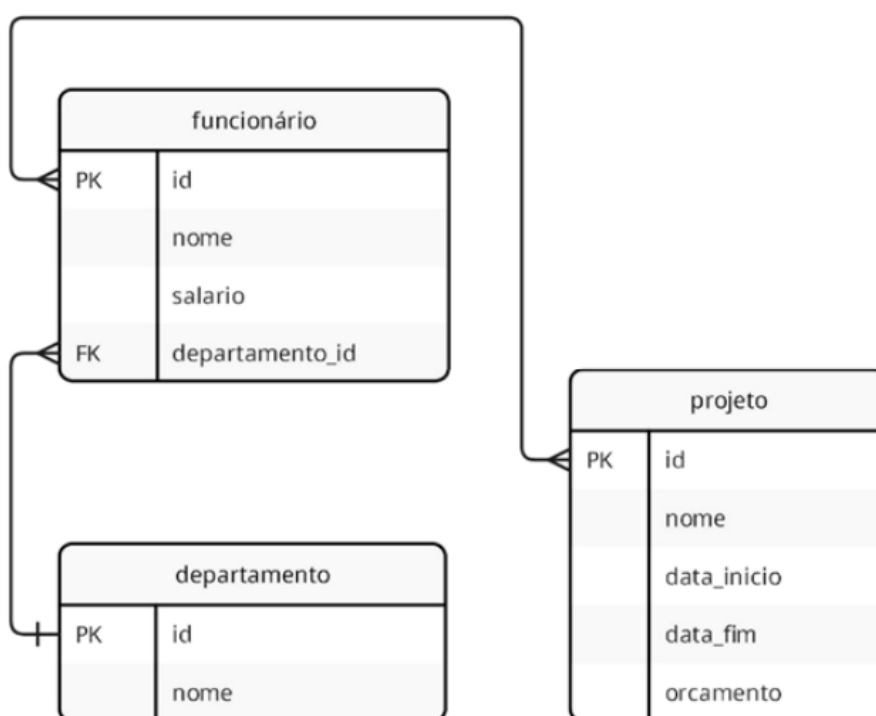 funcionário
PK id
nome
salario
FK departamento_id
projeto
PK id
nome
data_inicio
data_fim
orcamento
departamento
PK id
nome